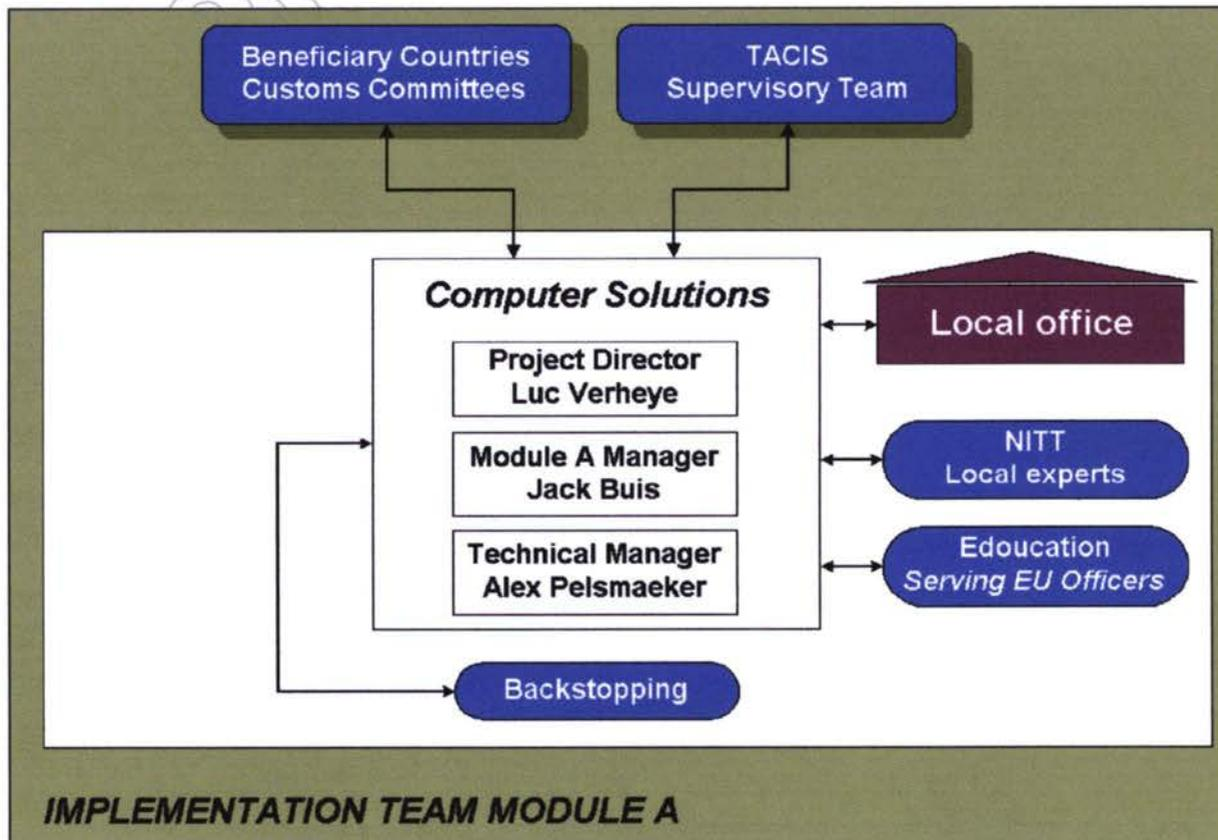 Beneficiary Countries
Customs Committees
TACIS
Supervisory Team
Computer Solutions
Project Director
Luc Verheye
Module A Manager
Jack Buis
Technical Manager
Alex Pelsmaeker
Local office
NITT
Local experts
Edoucation
Serving EU Officers
Backstopping
IMPLEMENTATION TEAM MODULE A